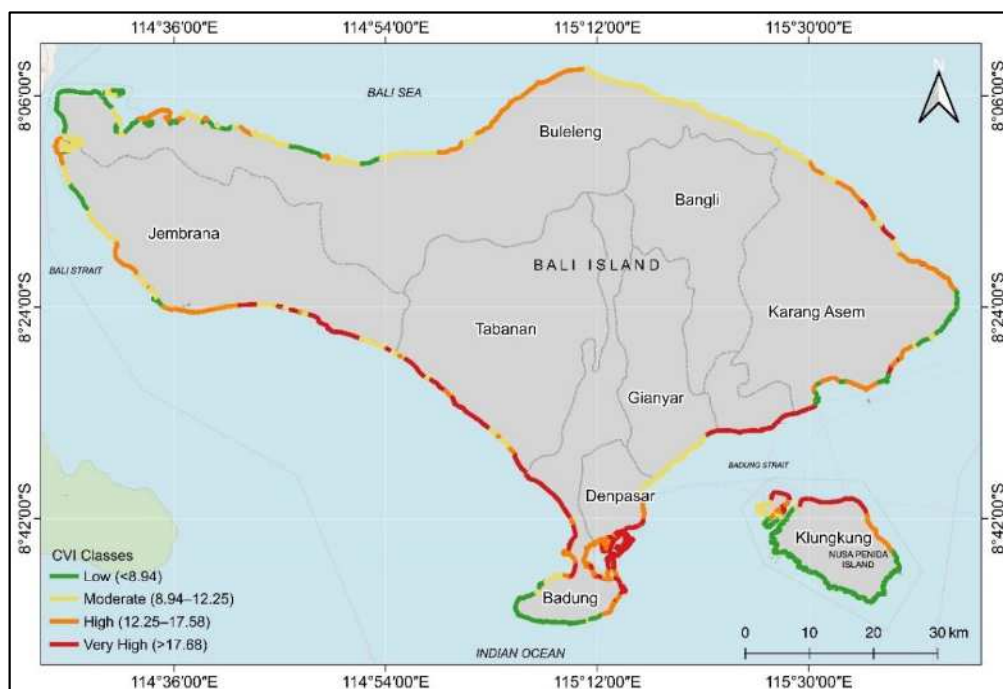 114°36'00"E 114°54'00"E 115°12'00"E 115°30'00"E
8°06'00"S 8°06'00"S
BALI SEA
N
Buleleng
Bangli
Jembrana
BALI ISLAND
BALI STRAIT
8°24'00"S 8°24'00"S
Tabanan
Karang Asem
Gianyar
BADUNG STRAIT
Denpasar
8°42'00"S 8°42'00"S
Klungkung
NUSA PENIDA
ISLAND
Badung
CVI Classes
Low (<8.94)
Moderate (8.94–12.25)
High (12.25–17.58)
Very High (>17.68)
INDIAN OCEAN
0 10 20 30 km
114°36'00"E 114°54'00"E 115°12'00"E 115°30'00"E